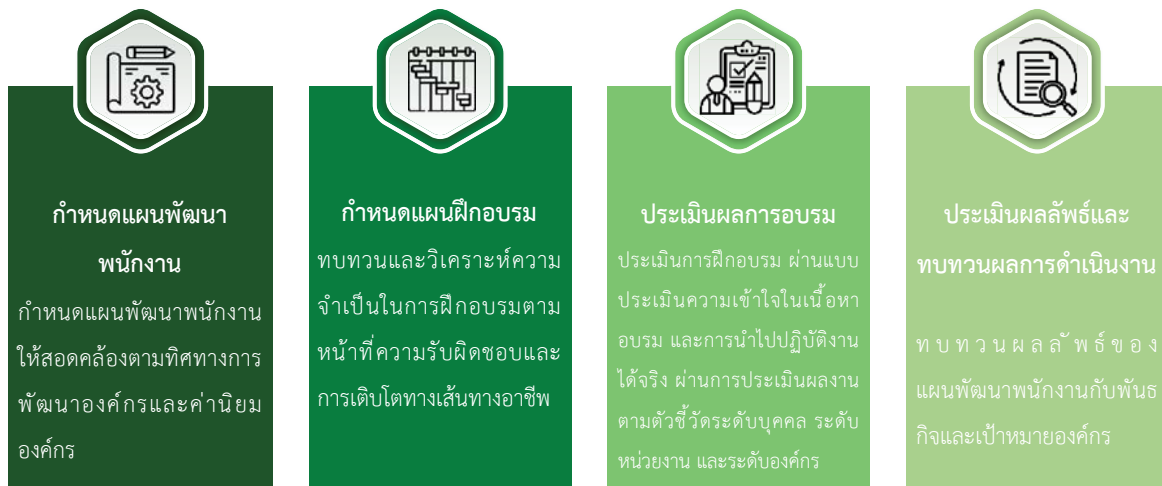 กำหนดแผนพัฒนา
พนักงาน
กำหนดแผนพัฒนาพนักงาน
ให้สอดคล้องตามทิศทางการ
พัฒนาองค์กรและค่านิยม
องค์กร
กำหนดแผนฝึกอบรม
ทบทวนและวิเคราะห์ความ
จำเป็นในการฝึกอบรมตาม
หน้าที่ความรับผิดชอบและ
การเติบโตทางเส้นทางอาชีพ
ประเมินผลการอบรม
ประเมินการฝึกอบรม ผ่านแบบ
ประเมินความเข้าใจในเนื้อหา
อบรม และการนำไปปฏิบัติงาน
ได้จริง ผ่านการประเมินผลงาน
ตามตัวชี้วัดระดับบุคคล ระดับ
หน่วยงาน และระดับองค์กร
ประเมินผลลัพธ์และ
ทบทวนผลการดำเนินงาน
ทบทวนผลลัพธ์ของ
แผนพัฒนาพนักงานกับพันธ
กิจและเป้าหมายองค์กร